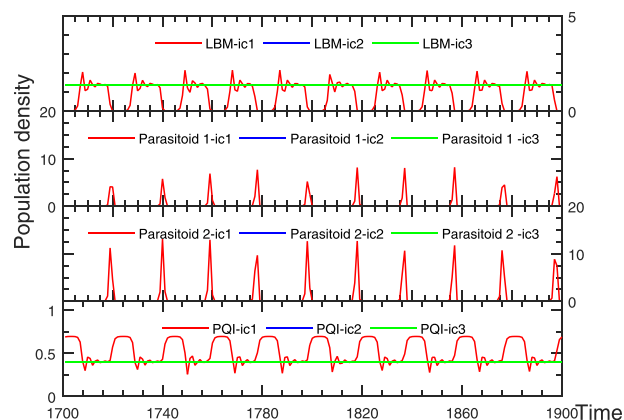 5
LBM-ic1 LBM-ic2 LBM-ic3
0
20
Parasitoid 1-ic1 Parasitoid 1-ic2 Parasitoid 1 -ic3
10
0
20
Parasitoid 2-ic1 Parasitoid 2-ic2 Parasitoid 2 -ic3
10
0
1
PQI-ic1 PQI-ic2 PQI-ic3
0.5
0
1700 1740 1780 1820 1860 1900
Time
Population density